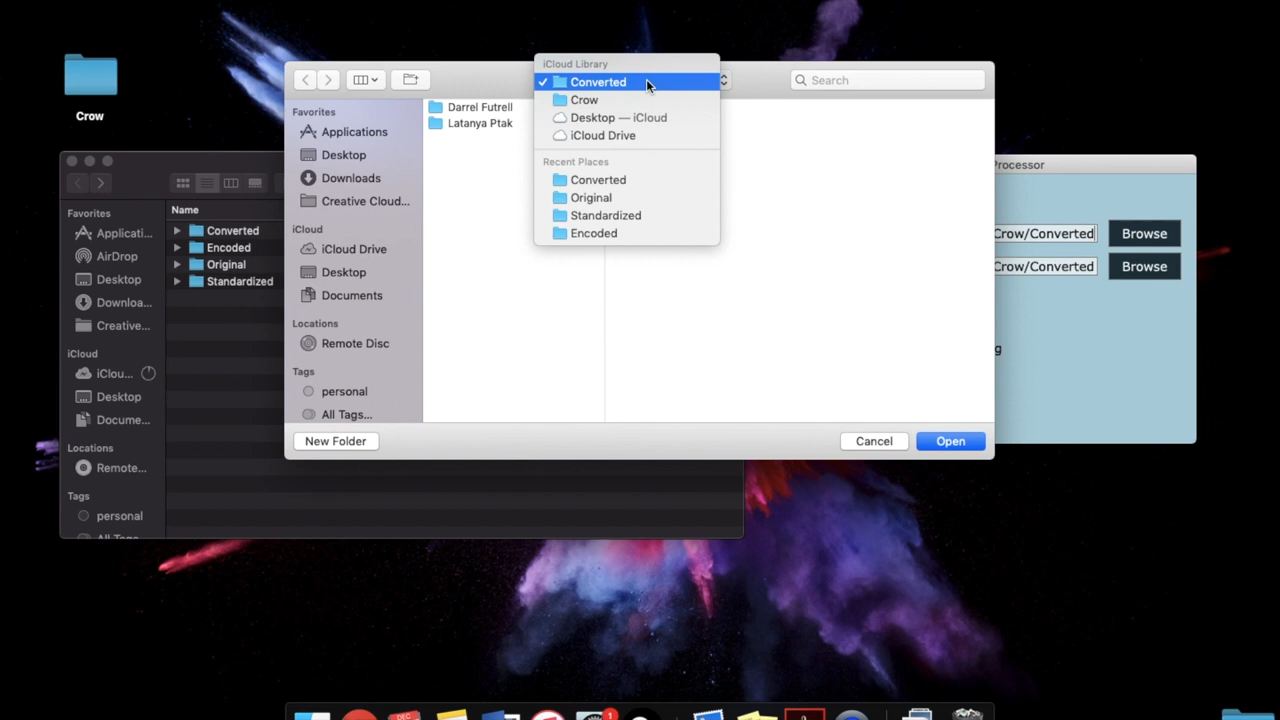 Crow
iCloud Library
Converted
Crow
Desktop — iCloud
iCloud Drive
Recent Places
Converted
Original
Standardized
Encoded
Search
Favorites
Applications
Desktop
Downloads
Creative Cloud...
iCloud
iCloud Drive
Desktop
Documents
Locations
Remote Disc
Tags
personal
All Tags...
Darrel Futrell
Latanya Ptak
New Folder
Cancel
Open
Favorites
Applicati...
AirDrop
Desktop
Downloa...
Creative...
iCloud
iClou...
Desktop
Docume...
Locations
Remote...
Tags
personal
Name
Converted
Encoded
Original
Standardized
Processor
Crow/Converted
Browse
Crow/Converted
Browse
g
DEC
1